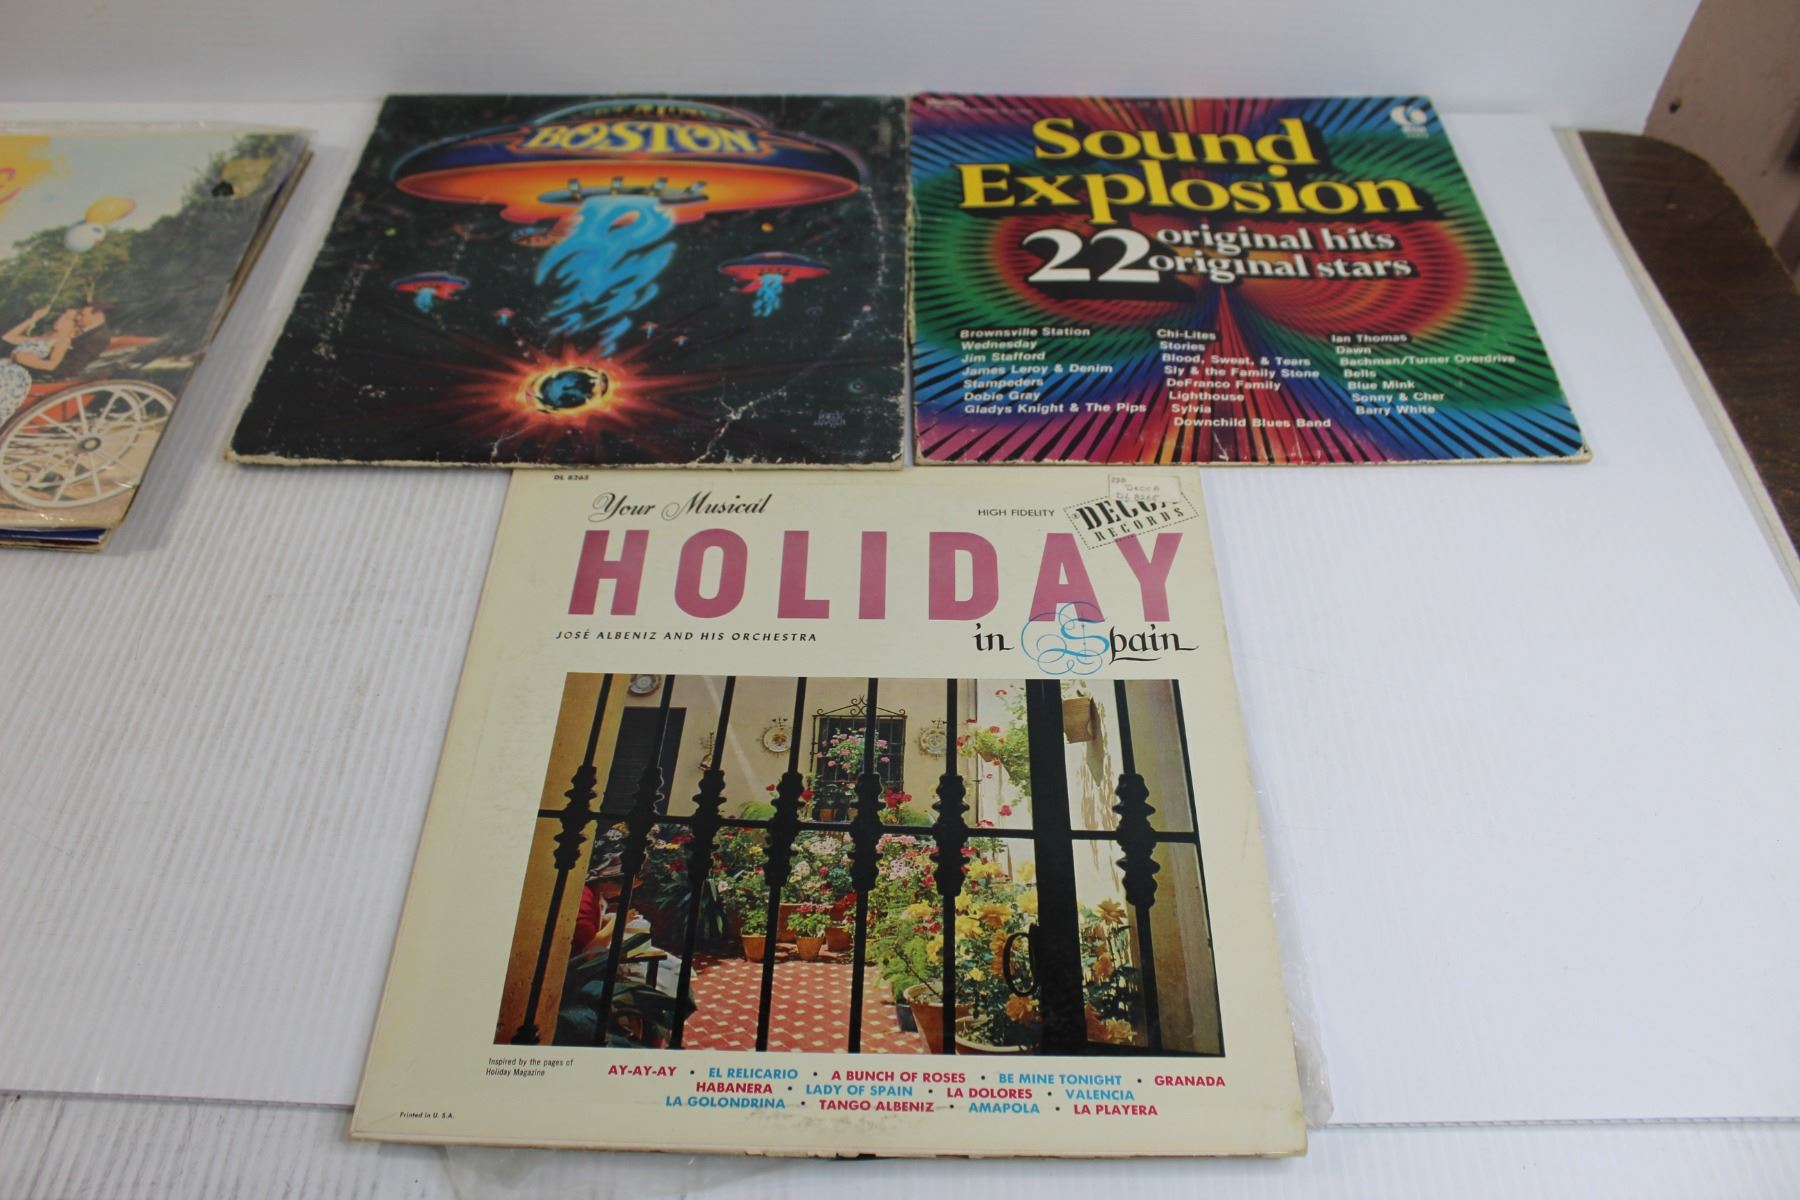 BOSTON
Sound
Explosion
22 original hits
original stars
Brownsville Station
Wednesday
Jim Stafford
James Leroy & Denim
Stampeders
Dobie Gray
Gladys Knight & The Pips
Chi-Lites
Stories
Blood, Sweat, & Tears
Sly & the Family Stone
DeFranco Family
Lighthouse
Sylvia
Downchild Blues Band
Ian Thomas
Dawn
Bachman/Turner Overdrive
Bells
Blue Mink
Sonny & Cher
Barry White
DL 8265
Your Musical
HIGH FIDELITY
DECCA
DL 8265
DECCA
RECORDS
HOLIDAY
in Spain
JOSÉ ALBENIZ AND HIS ORCHESTRA
Inspired by the pages of
Holiday Magazine
AY-AY-AY • EL RELICARIO • A BUNCH OF ROSES • BE MINE TONIGHT • GRANADA
HABANERA • LADY OF SPAIN • LA DOLORES • VALENCIA
LA GOLONDRINA • TANGO ALBENIZ • AMAPOLA • LA PLAYERA
Printed in U. S. A.